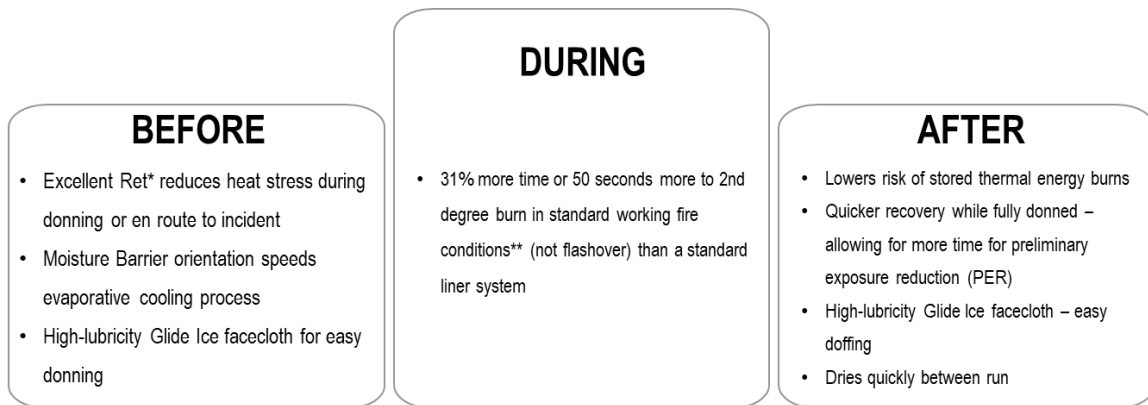 BEFORE
• Excellent Ret* reduces heat stress during
donning or en route to incident
• Moisture Barrier orientation speeds
evaporative cooling process
• High-lubricity Glide Ice facecloth for easy
donning
DURING
• 31% more time or 50 seconds more to 2nd
degree burn in standard working fire
conditions** (not flashover) than a standard
liner system
AFTER
• Lowers risk of stored thermal energy burns
• Quicker recovery while fully donned –
allowing for more time for preliminary
exposure reduction (PER)
• High-lubricity Glide Ice facecloth – easy
doffing
• Dries quickly between run